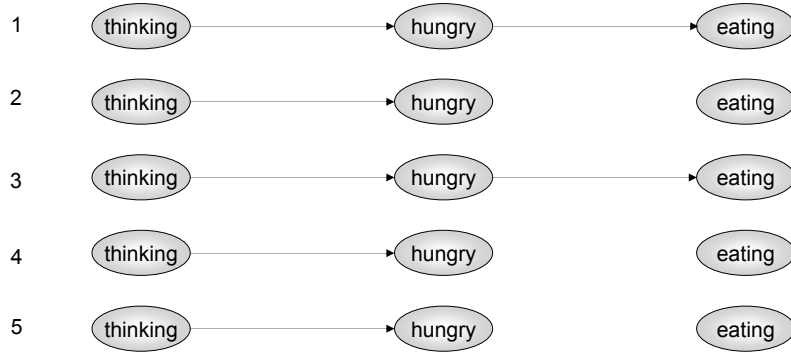 1 thinking hungry eating
2 thinking hungry eating
3 thinking hungry eating
4 thinking hungry eating
5 thinking hungry eating